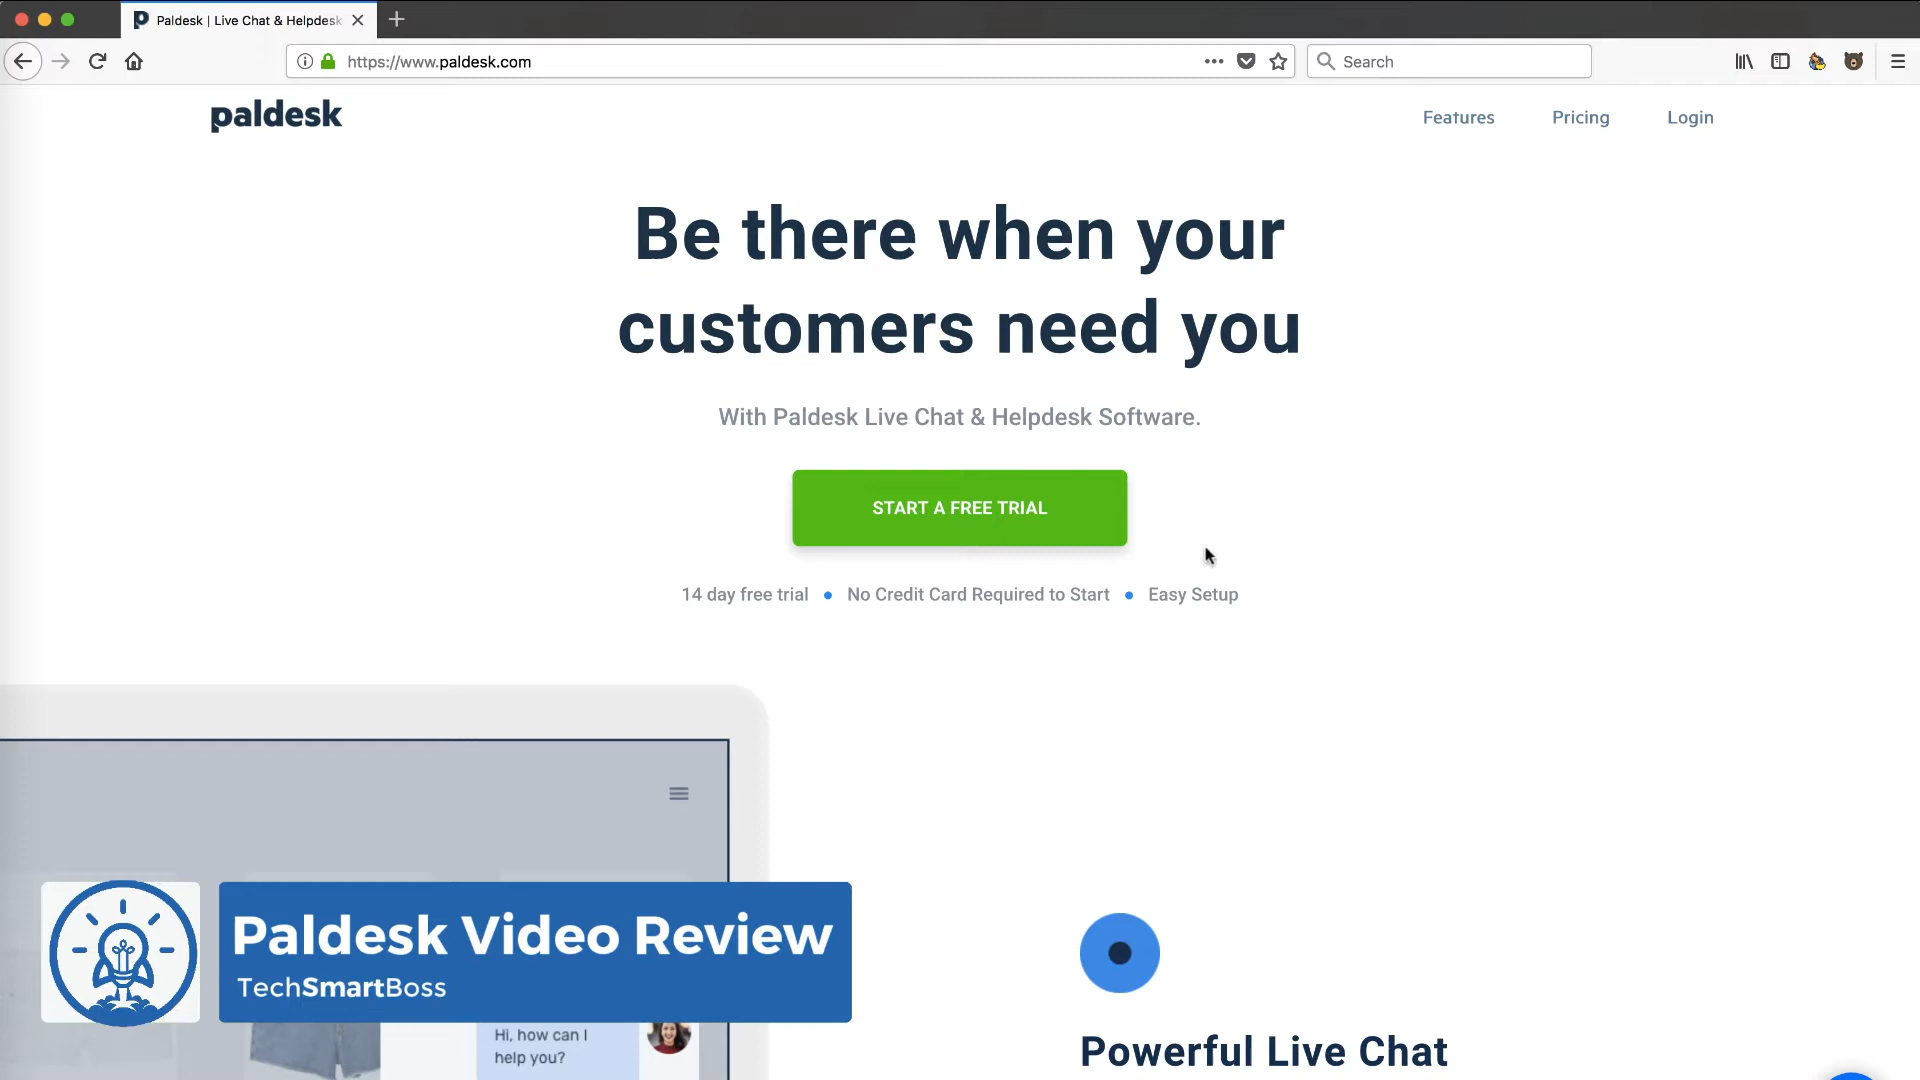 Paldesk | Live Chat & Helpdesk
https://www.paldesk.com
Search
paldesk
Features
Pricing
Login
Be there when your
customers need you
With Paldesk Live Chat & Helpdesk Software.
START A FREE TRIAL
14 day free trial • No Credit Card Required to Start • Easy Setup
Paldesk Video Review
TechSmartBoss
Hi, how can I
help you?
Powerful Live Chat